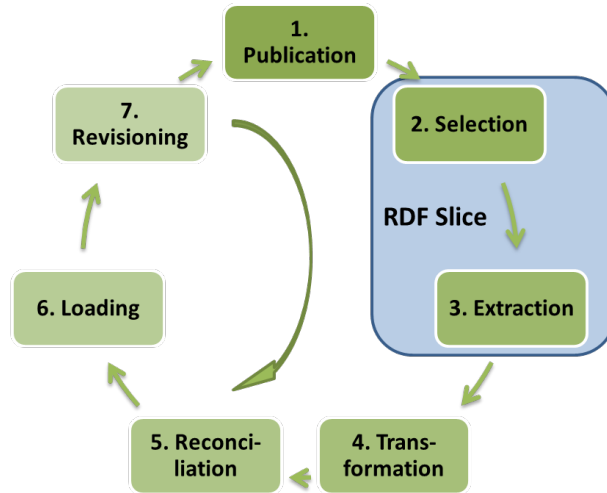 1.
Publication
2. Selection
RDF Slice
3. Extraction
4. Trans-
formation
5. Reconci-
liation
6. Loading
7.
Revisioning